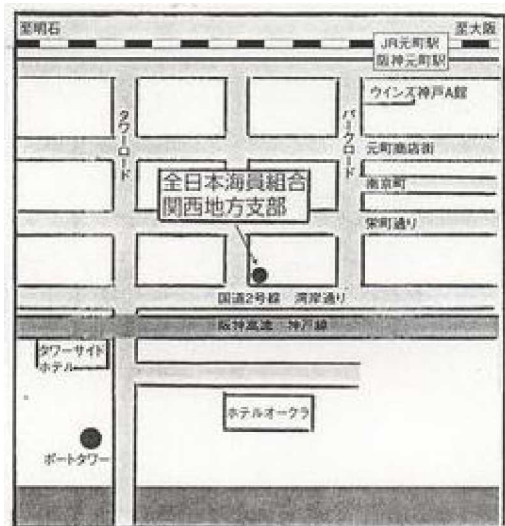 至明石
至大阪
JR元町駅
阪神元町駅
ウインズ神戸A館
タワーロード
パークロード
元町商店街
南京町
全日本海員組合
関西地方支部
栄町通り
国道2号線 湾岸通り
阪神高速 神戸線
タワーサイド
ホテル
ホテルオークラ
ポートタワー